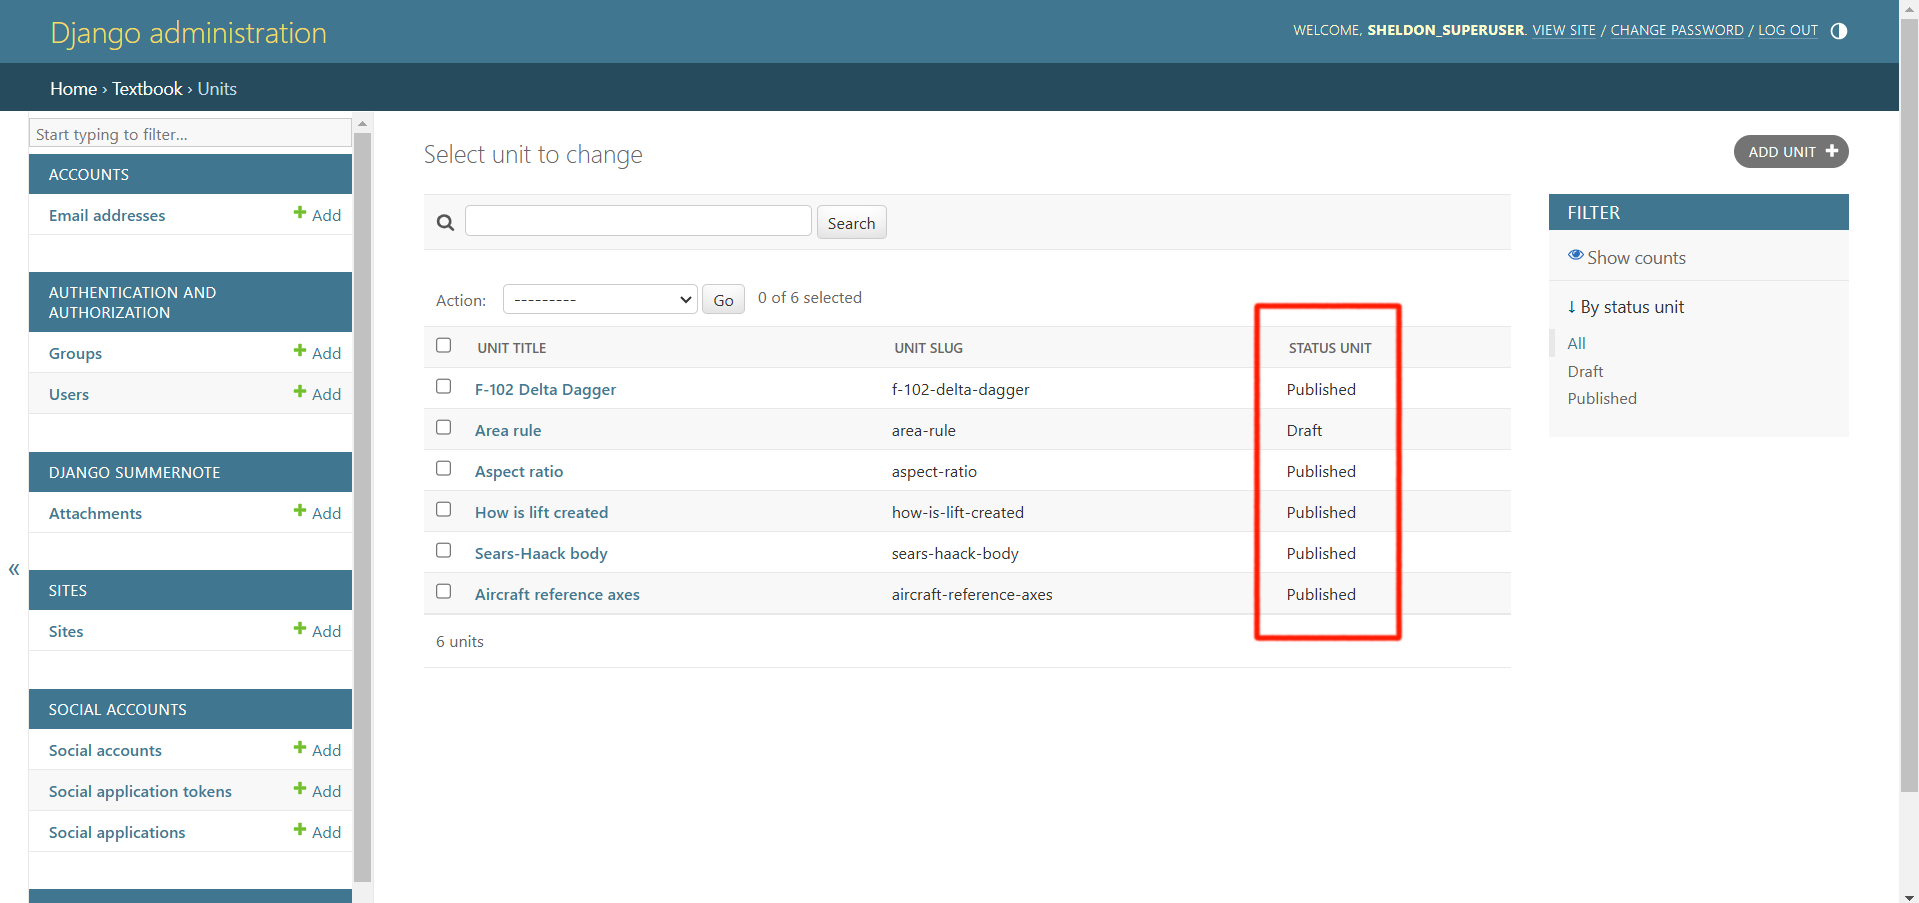 Django administration
WELCOME, SHELDON_SUPERUSER. VIEW SITE / CHANGE PASSWORD / LOG OUT
Home › Textbook › Units
Start typing to filter...
ACCOUNTS
Email addresses
Add
AUTHENTICATION AND
AUTHORIZATION
Groups
Add
Users
Add
DJANGO SUMMERNOTE
Attachments
Add
«
SITES
Sites
Add
SOCIAL ACCOUNTS
Social accounts
Add
Social application tokens
Add
Social applications
Add
Select unit to change
ADD UNIT
Search
Action:
---------
Go
0 of 6 selected
UNIT TITLE UNIT SLUG STATUS UNIT
F-102 Delta Dagger f-102-delta-dagger Published
Area rule area-rule Draft
Aspect ratio aspect-ratio Published
How is lift created how-is-lift-created Published
Sears-Haack body sears-haack-body Published
Aircraft reference axes aircraft-reference-axes Published
6 units
FILTER
Show counts
↓ By status unit
All
Draft
Published